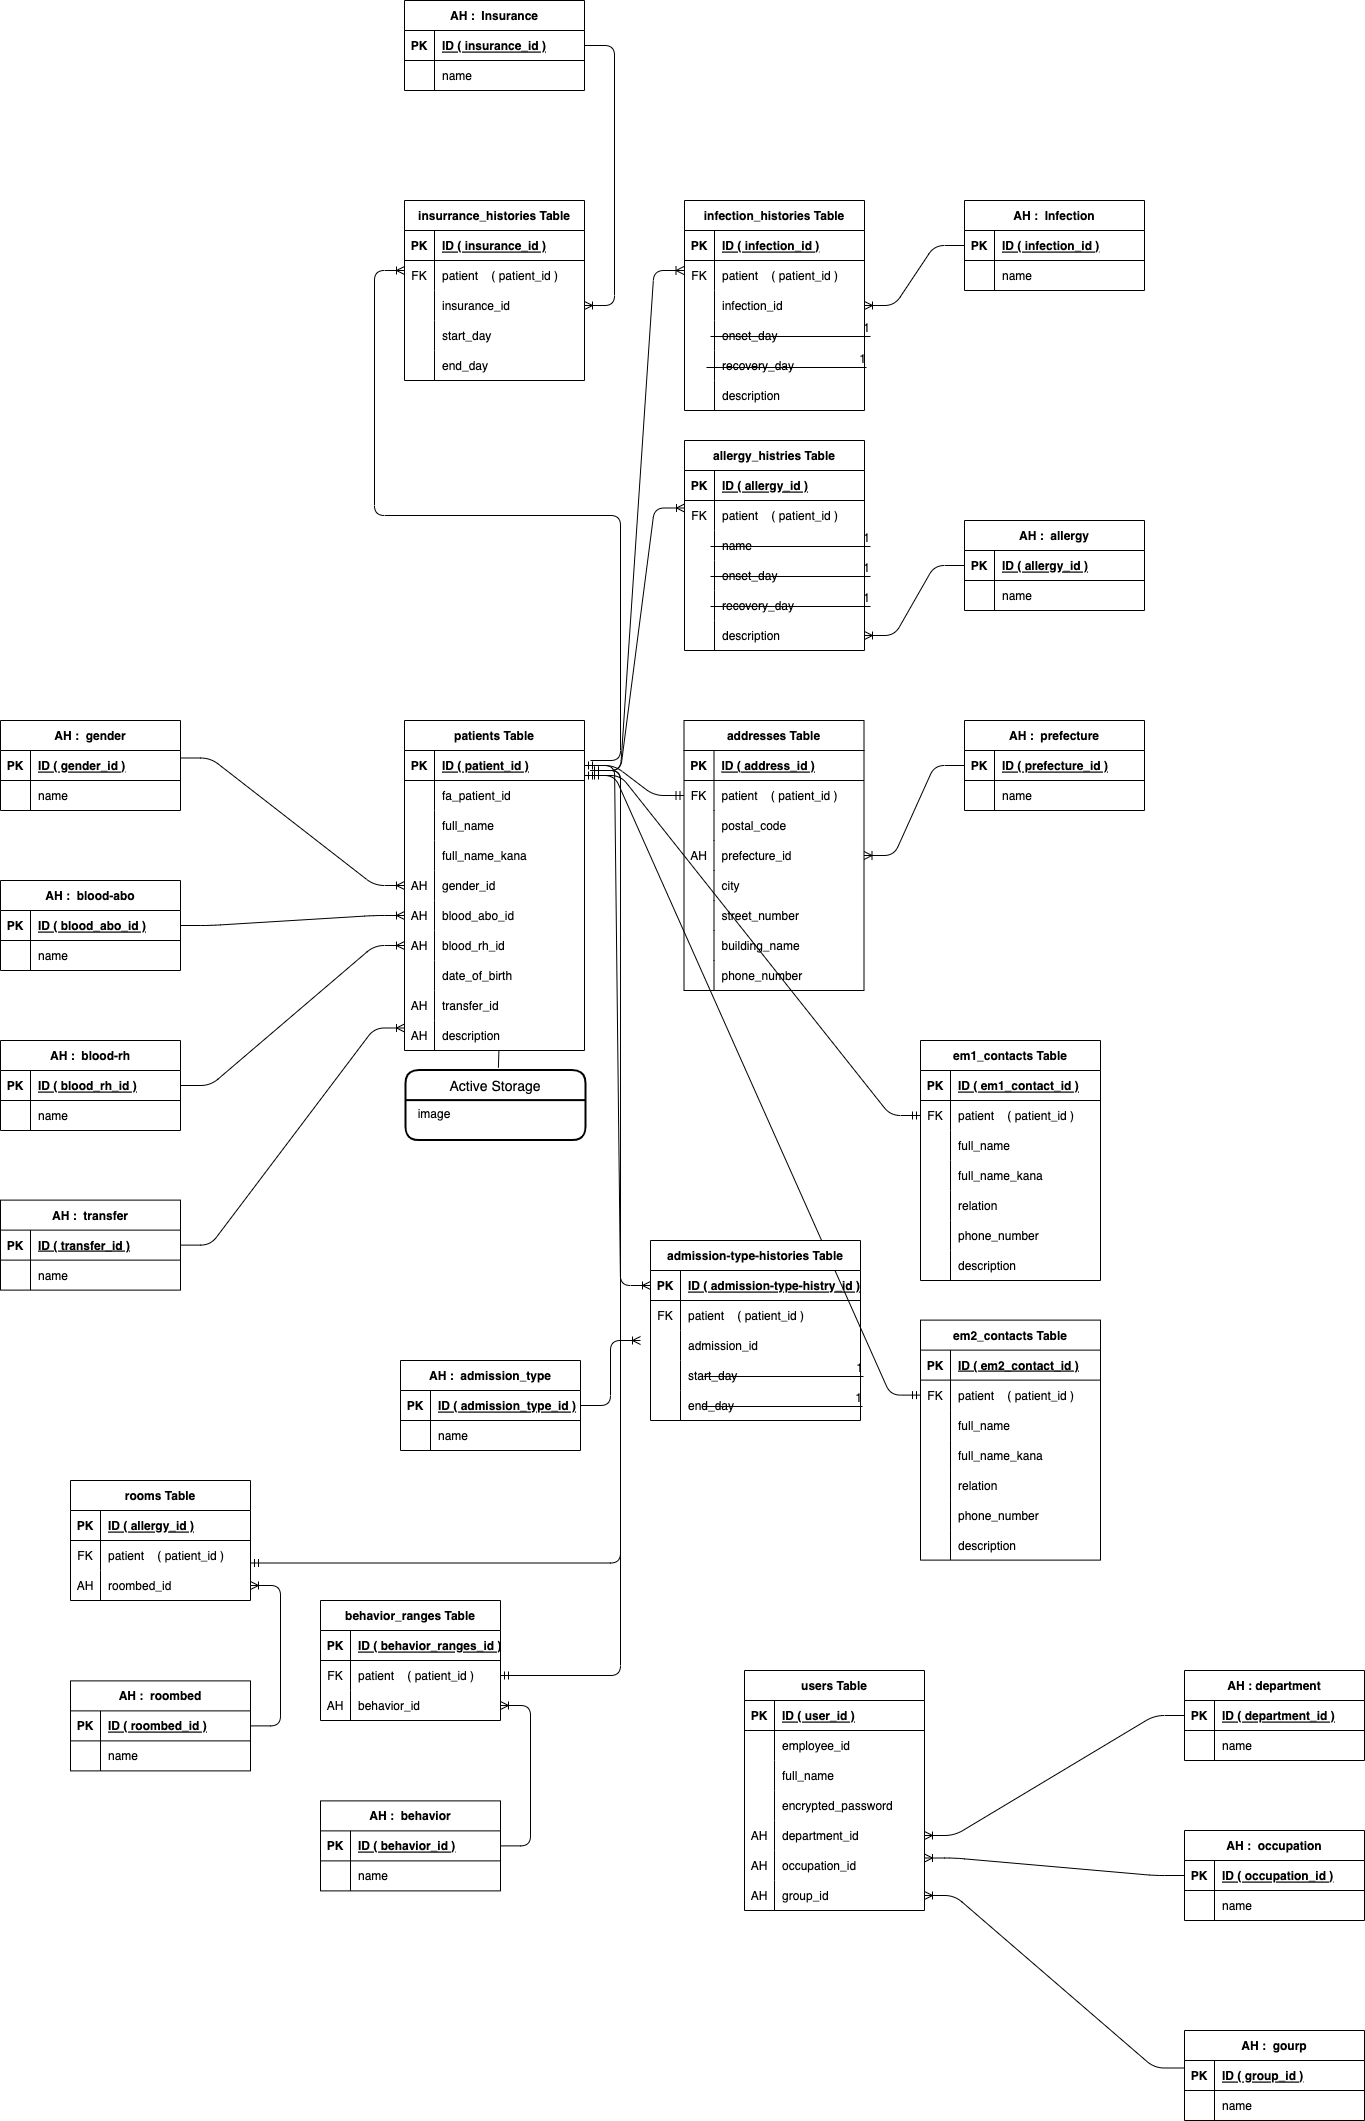 AH : Insurance
PK ID ( insurance_id )
name
insurrance_histories Table
PK ID ( insurance_id )
FK patient ( patient_id )
insurance_id
start_day
end_day
infection_histories Table
PK ID ( infection_id )
FK patient ( patient_id )
infection_id
onset_day 1
recovery_day 1
description
AH : Infection
PK ID ( infection_id )
name
allergy_histries Table
PK ID ( allergy_id )
FK patient ( patient_id )
name 1
onset_day 1
recovery_day 1
description
AH : allergy
PK ID ( allergy_id )
name
AH : gender
PK ID ( gender_id )
name
patients Table
PK ID ( patient_id )
fa_patient_id
full_name
full_name_kana
AH gender_id
AH blood_abo_id
AH blood_rh_id
date_of_birth
AH transfer_id
AH description
Active Storage
image
addresses Table
PK ID ( address_id )
FK patient ( patient_id )
postal_code
AH prefecture_id
city
street_number
building_name
phone_number
AH : prefecture
PK ID ( prefecture_id )
name
AH : blood-abo
PK ID ( blood_abo_id )
name
AH : blood-rh
PK ID ( blood_rh_id )
name
AH : transfer
PK ID ( transfer_id )
name
em1_contacts Table
PK ID ( em1_contact_id )
FK patient ( patient_id )
full_name
full_name_kana
relation
phone_number
description
admission-type-histories Table
PK ID ( admission-type-histry_id )
FK patient ( patient_id )
admission_id
start_day 1
end_day 1
em2_contacts Table
PK ID ( em2_contact_id )
FK patient ( patient_id )
full_name
full_name_kana
relation
phone_number
description
AH : admission_type
PK ID ( admission_type_id )
name
rooms Table
PK ID ( allergy_id )
FK patient ( patient_id )
AH roombed_id
behavior_ranges Table
PK ID ( behavior_ranges_id )
FK patient ( patient_id )
AH behavior_id
AH : roombed
PK ID ( roombed_id )
name
AH : behavior
PK ID ( behavior_id )
name
users Table
PK ID ( user_id )
employee_id
full_name
encrypted_password
AH department_id
AH occupation_id
AH group_id
AH : department
PK ID ( department_id )
name
AH : occupation
PK ID ( occupation_id )
name
AH : gourp
PK ID ( group_id )
name